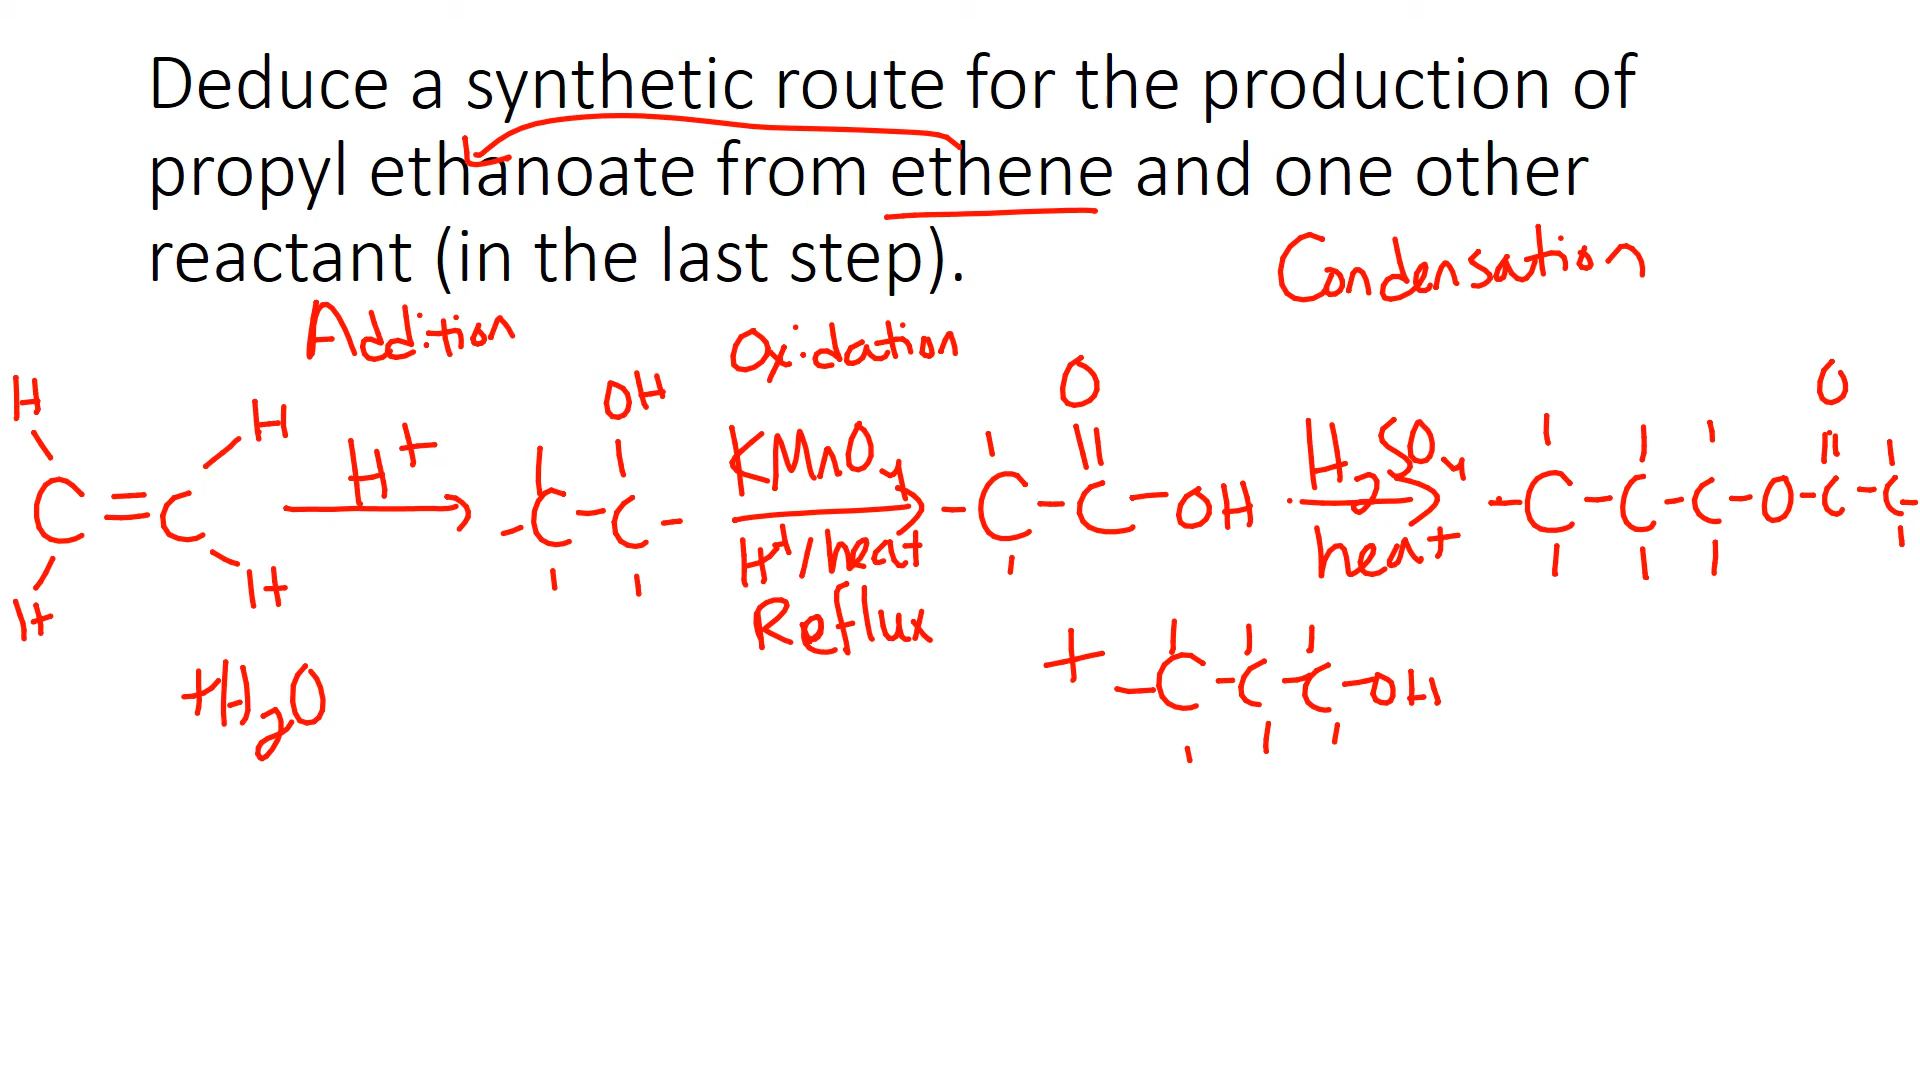 Deduce a synthetic route for the production of
propyl ethanoate from ethene and one other
reactant (in the last step).
Condensation
Addition
Oxidation
H H OH O O
H+ KMnO4 H2SO4
C=C C-C- -C-C-OH -C-C-C-O-C-C-
H+/heat heat
H H Reflux
+H2O + -C-C-C-OH